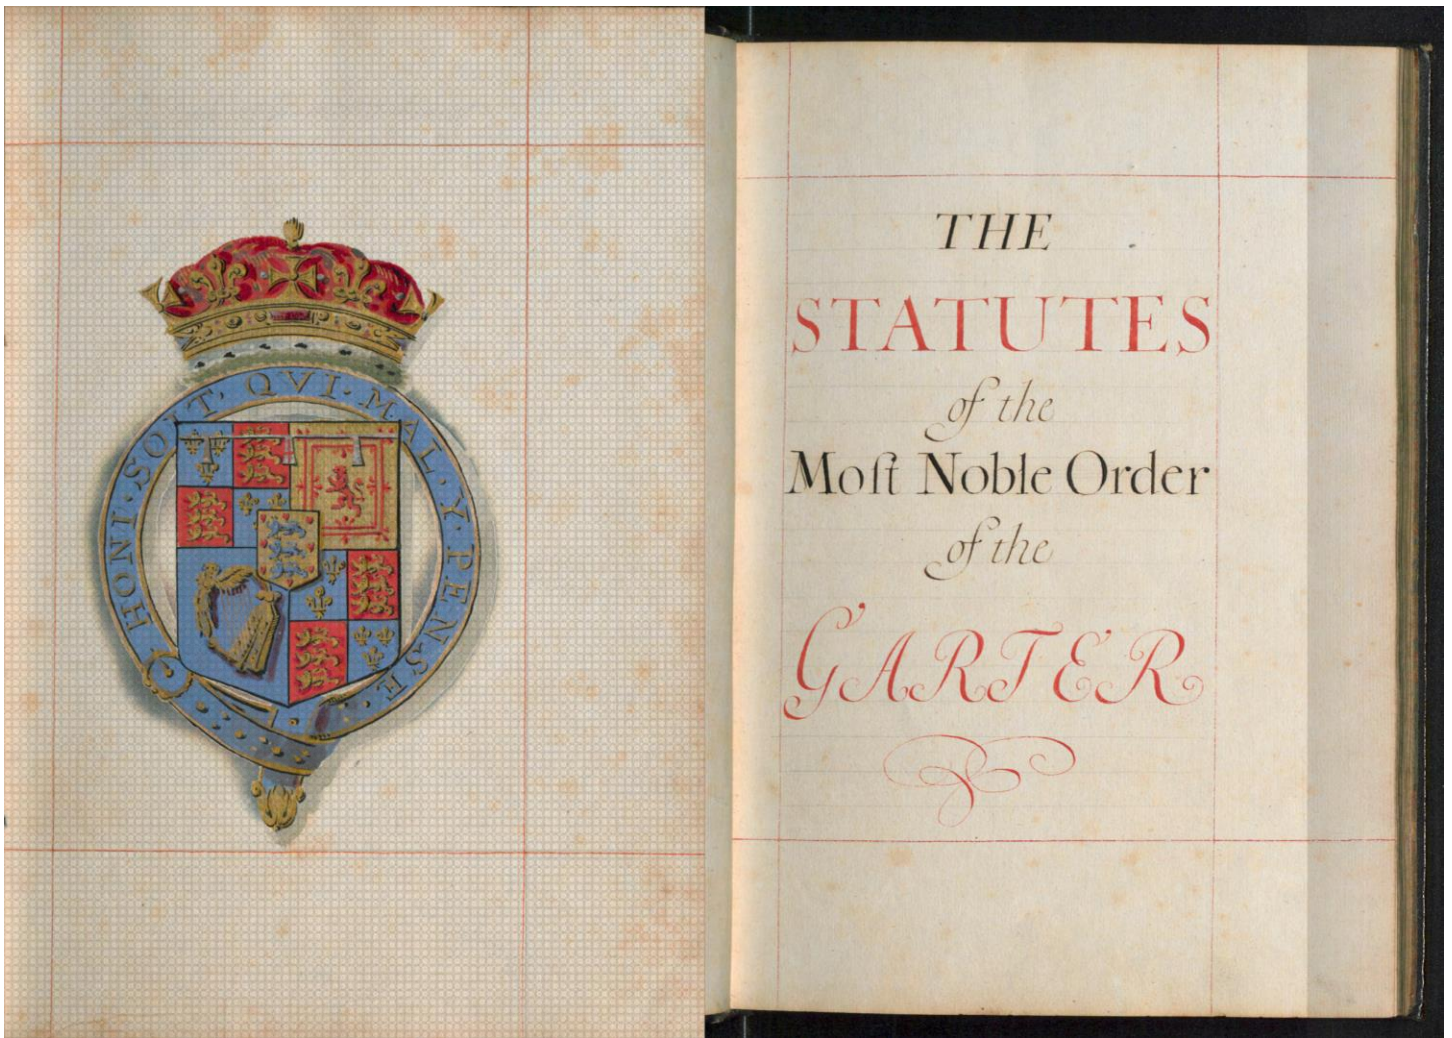 HONI·SOIT·QVI·MAL·Y·PENSE
THE
STATUTES
of the
Moſt Noble Order
of the
GARTER